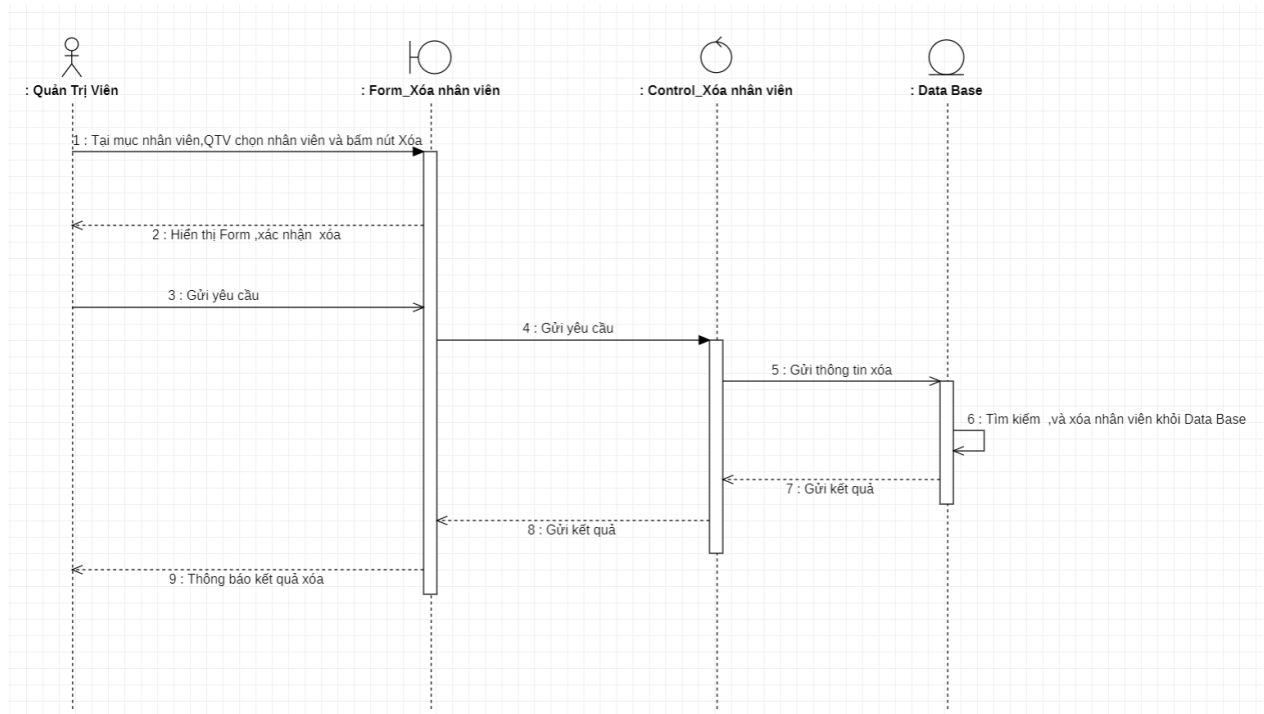 : Quản Trị Viên
: Form_Xóa nhân viên
: Control_Xóa nhân viên
: Data Base
1 : Tại mục nhân viên,QTV chọn nhân viên và bấm nút Xóa
2 : Hiển thị Form ,xác nhận  xóa
3 : Gửi yêu cầu
4 : Gửi yêu cầu
5 : Gửi thông tin xóa
6 : Tìm kiếm  ,và xóa nhân viên khỏi Data Base
7 : Gửi kết quả
8 : Gửi kết quả
9 : Thông báo kết quả xóa